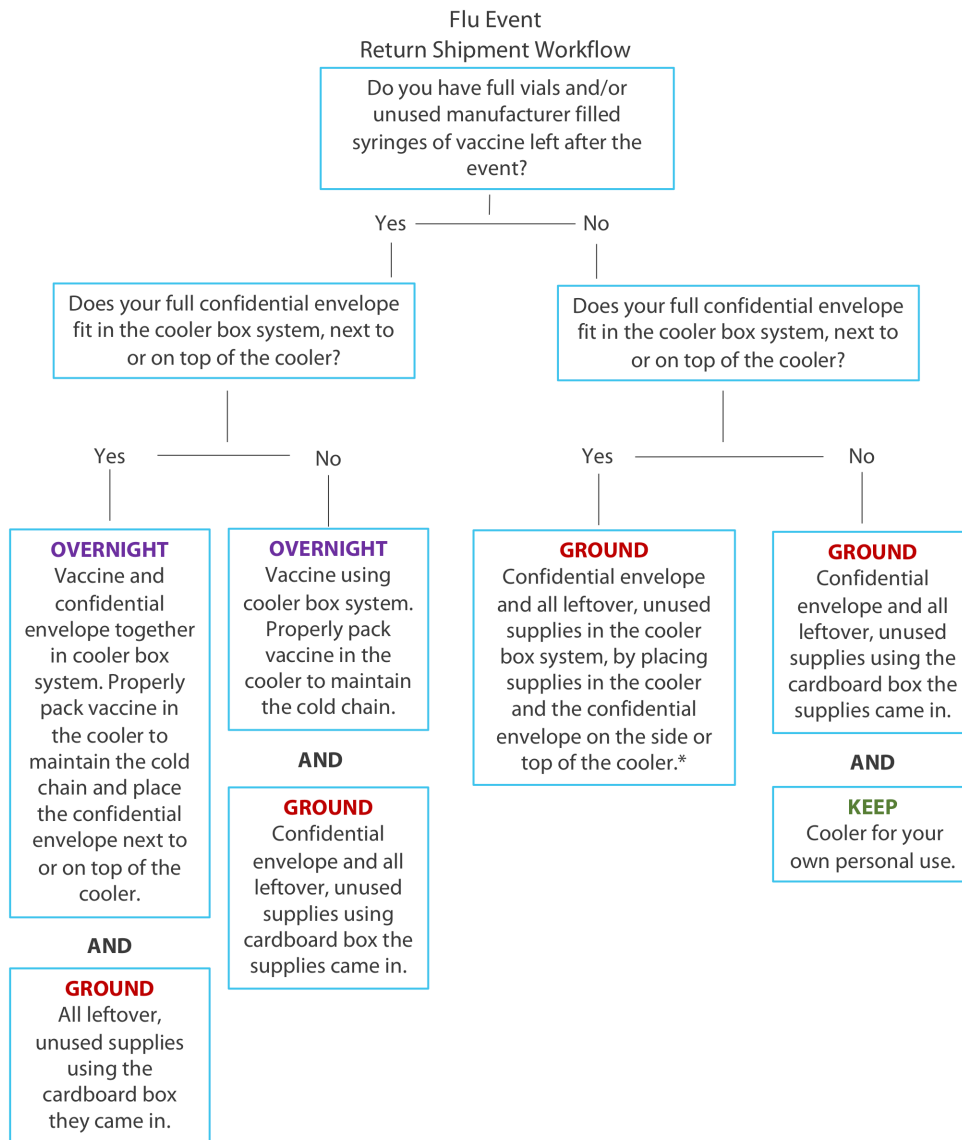 Flu Event
Return Shipment Workflow
Do you have full vials and/or
unused manufacturer filled
syringes of vaccine left after the
event?
Yes
No
Does your full confidential envelope
fit in the cooler box system, next to
or on top of the cooler?
Does your full confidential envelope
fit in the cooler box system, next to
or on top of the cooler?
Yes
No
Yes
No
OVERNIGHT
Vaccine and
confidential
envelope together
in cooler box
system. Properly
pack vaccine in
the cooler to
maintain the cold
chain and place
the confidential
envelope next to
or on top of the
cooler.
AND
GROUND
All leftover,
unused supplies
using the
cardboard box
they came in.
OVERNIGHT
Vaccine using
cooler box system.
Properly pack
vaccine in the
cooler to maintain
the cold chain.
AND
GROUND
Confidential
envelope and all
leftover, unused
supplies using
cardboard box the
supplies came in.
GROUND
Confidential envelope
and all leftover, unused
supplies in the cooler
box system, by placing
supplies in the cooler
and the confidential
envelope on the side or
top of the cooler.*
GROUND
Confidential
envelope and all
leftover, unused
supplies using the
cardboard box the
supplies came in.
AND
KEEP
Cooler for your
own personal use.